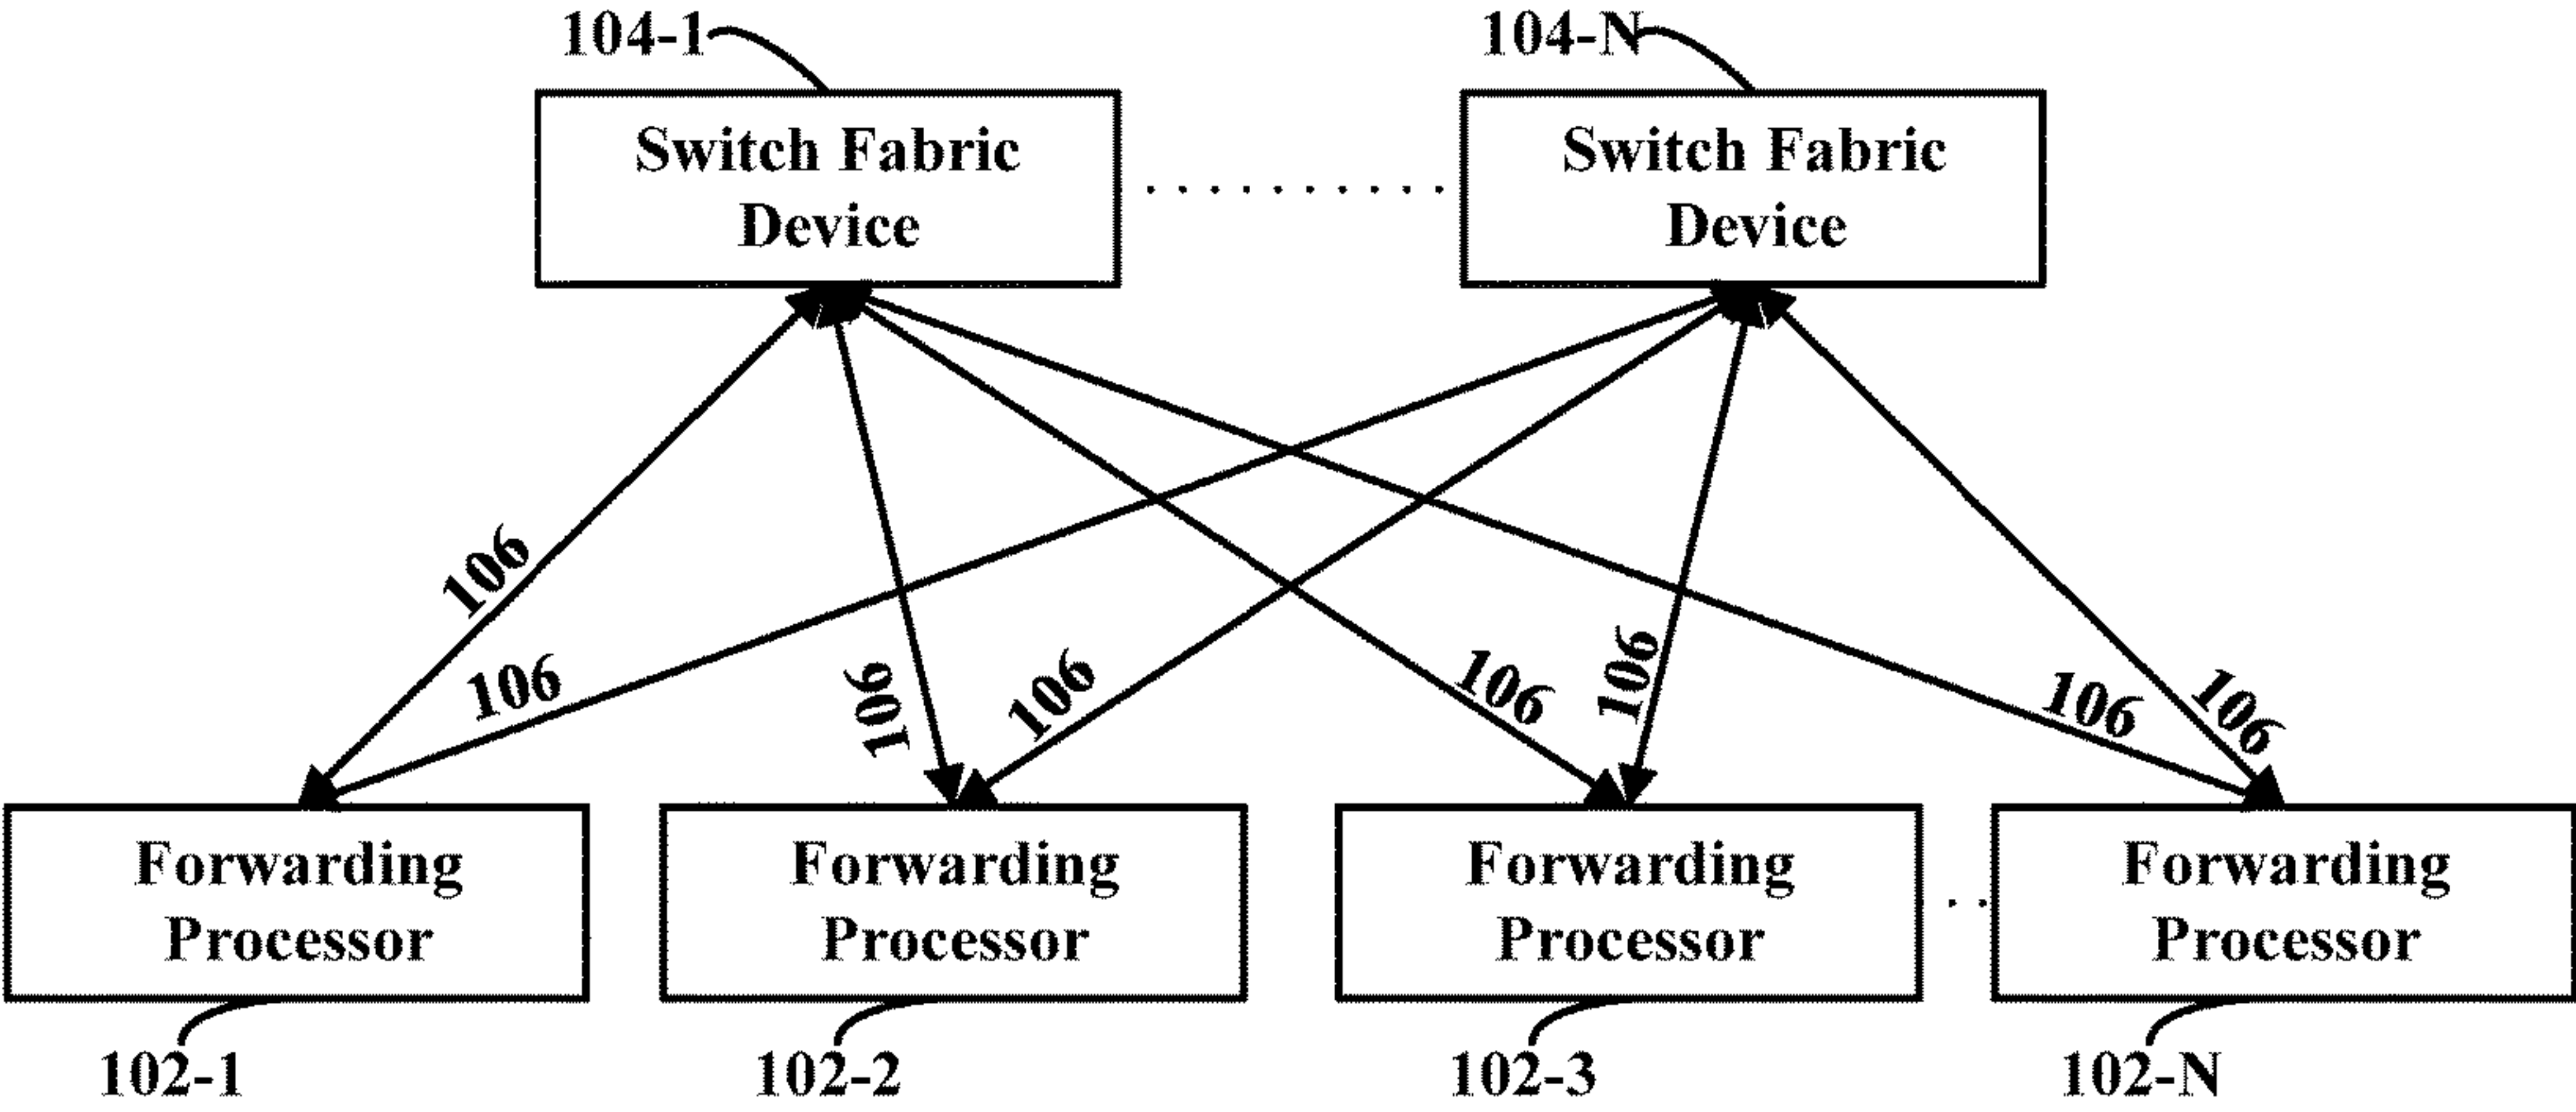 104-1
104-N
Switch Fabric
Device
Switch Fabric
Device
106
106
106
106
106
106
106
106
Forwarding
Processor
Forwarding
Processor
Forwarding
Processor
Forwarding
Processor
102-1
102-2
102-3
102-N